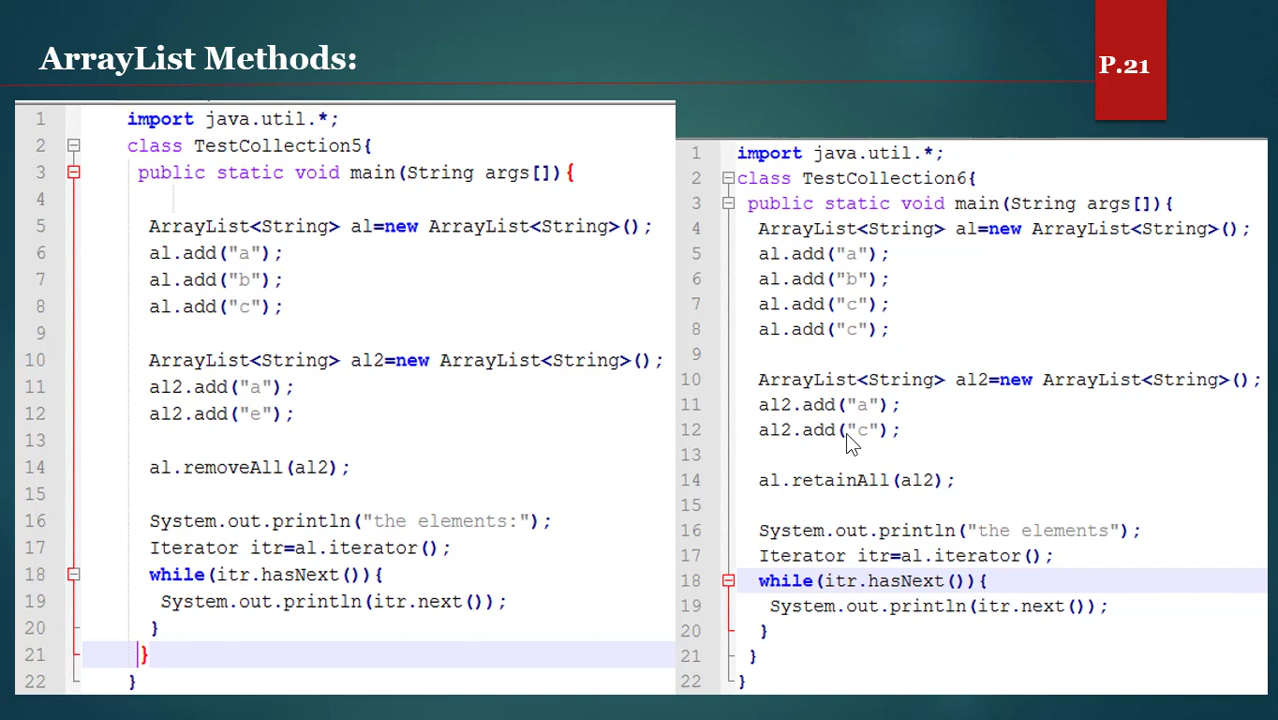 ArrayList Methods:
P.21
1 import java.util.*;
2 class TestCollection5{
3 public static void main(String args[]){
4
5 ArrayList<String> al=new ArrayList<String>();
6 al.add("a");
7 al.add("b");
8 al.add("c");
9
10 ArrayList<String> al2=new ArrayList<String>();
11 al2.add("a");
12 al2.add("e");
13
14 al.removeAll(al2);
15
16 System.out.println("the elements:");
17 Iterator itr=al.iterator();
18 while(itr.hasNext()){
19 System.out.println(itr.next());
20 }
21 }
22 }
1 import java.util.*;
2 class TestCollection6{
3 public static void main(String args[]){
4 ArrayList<String> al=new ArrayList<String>();
5 al.add("a");
6 al.add("b");
7 al.add("c");
8 al.add("c");
9
10 ArrayList<String> al2=new ArrayList<String>();
11 al2.add("a");
12 al2.add("c");
13
14 al.retainAll(al2);
15
16 System.out.println("the elements");
17 Iterator itr=al.iterator();
18 while(itr.hasNext()){
19 System.out.println(itr.next());
20 }
21 }
22 }